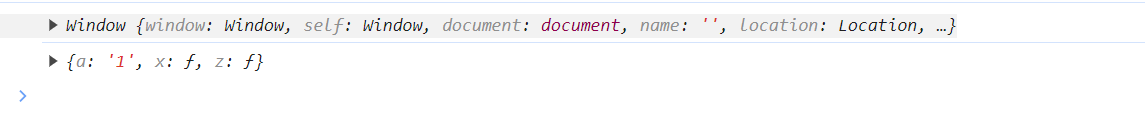 ▶ Window {window: Window, self: Window, document: document, name: '', location: Location, …}
▶ {a: '1', x: ƒ, z: ƒ}
>